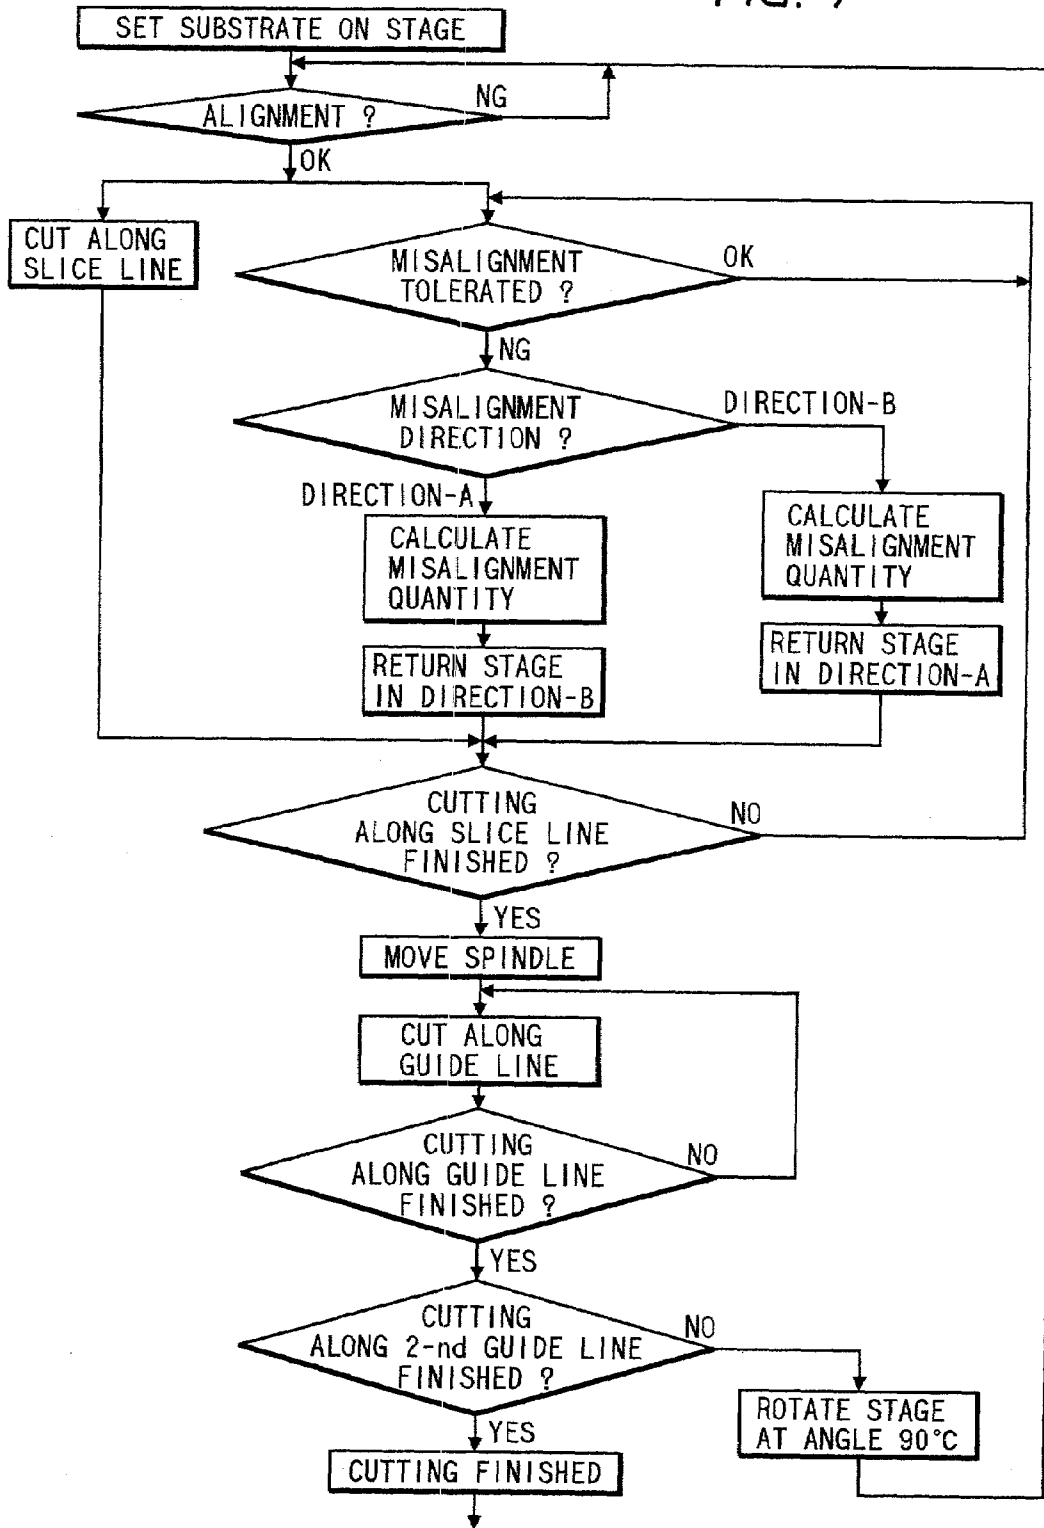 SET SUBSTRATE ON STAGE
ALIGNMENT ?
NG
OK
CUT ALONG
SLICE LINE
MISALIGNMENT
TOLERATED ?
OK
NG
MISALIGNMENT
DIRECTION ?
DIRECTION-B
DIRECTION-A
CALCULATE
MISALIGNMENT
QUANTITY
CALCULATE
MISALIGNMENT
QUANTITY
RETURN STAGE
IN DIRECTION-B
RETURN STAGE
IN DIRECTION-A
CUTTING
ALONG SLICE LINE
FINISHED ?
NO
YES
MOVE SPINDLE
CUT ALONG
GUIDE LINE
CUTTING
ALONG GUIDE LINE
FINISHED ?
NO
YES
CUTTING
ALONG 2-nd GUIDE LINE
FINISHED ?
NO
ROTATE STAGE
AT ANGLE 90°C
YES
CUTTING FINISHED